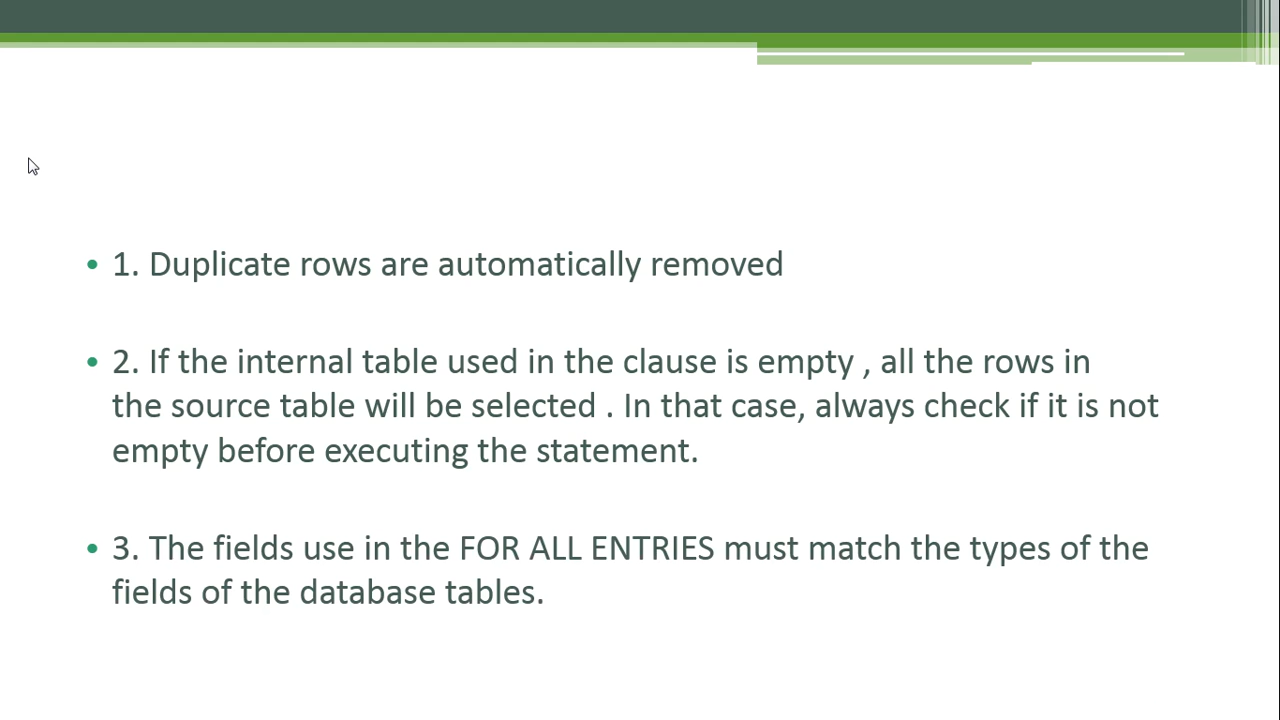 • 1. Duplicate rows are automatically removed
• 2. If the internal table used in the clause is empty , all the rows in
the source table will be selected . In that case, always check if it is not
empty before executing the statement.
• 3. The fields use in the FOR ALL ENTRIES must match the types of the
fields of the database tables.